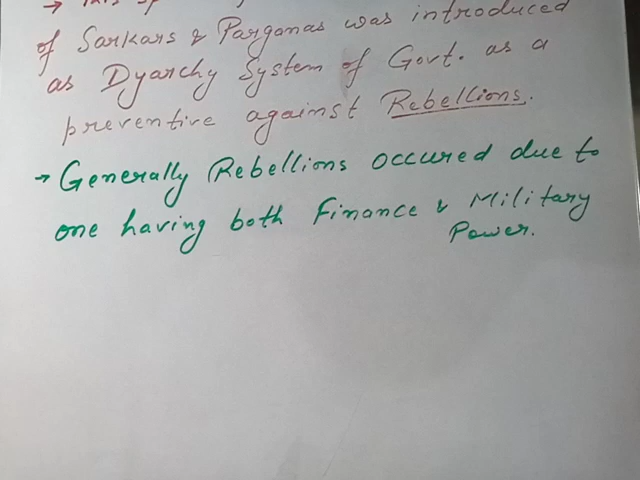 → This
of Sarkars & Parganas was introduced
as Dyarchy System of Govt. as a
preventive against Rebellions.
→ Generally Rebellions occured due to
one having both Finance & Military
Power.